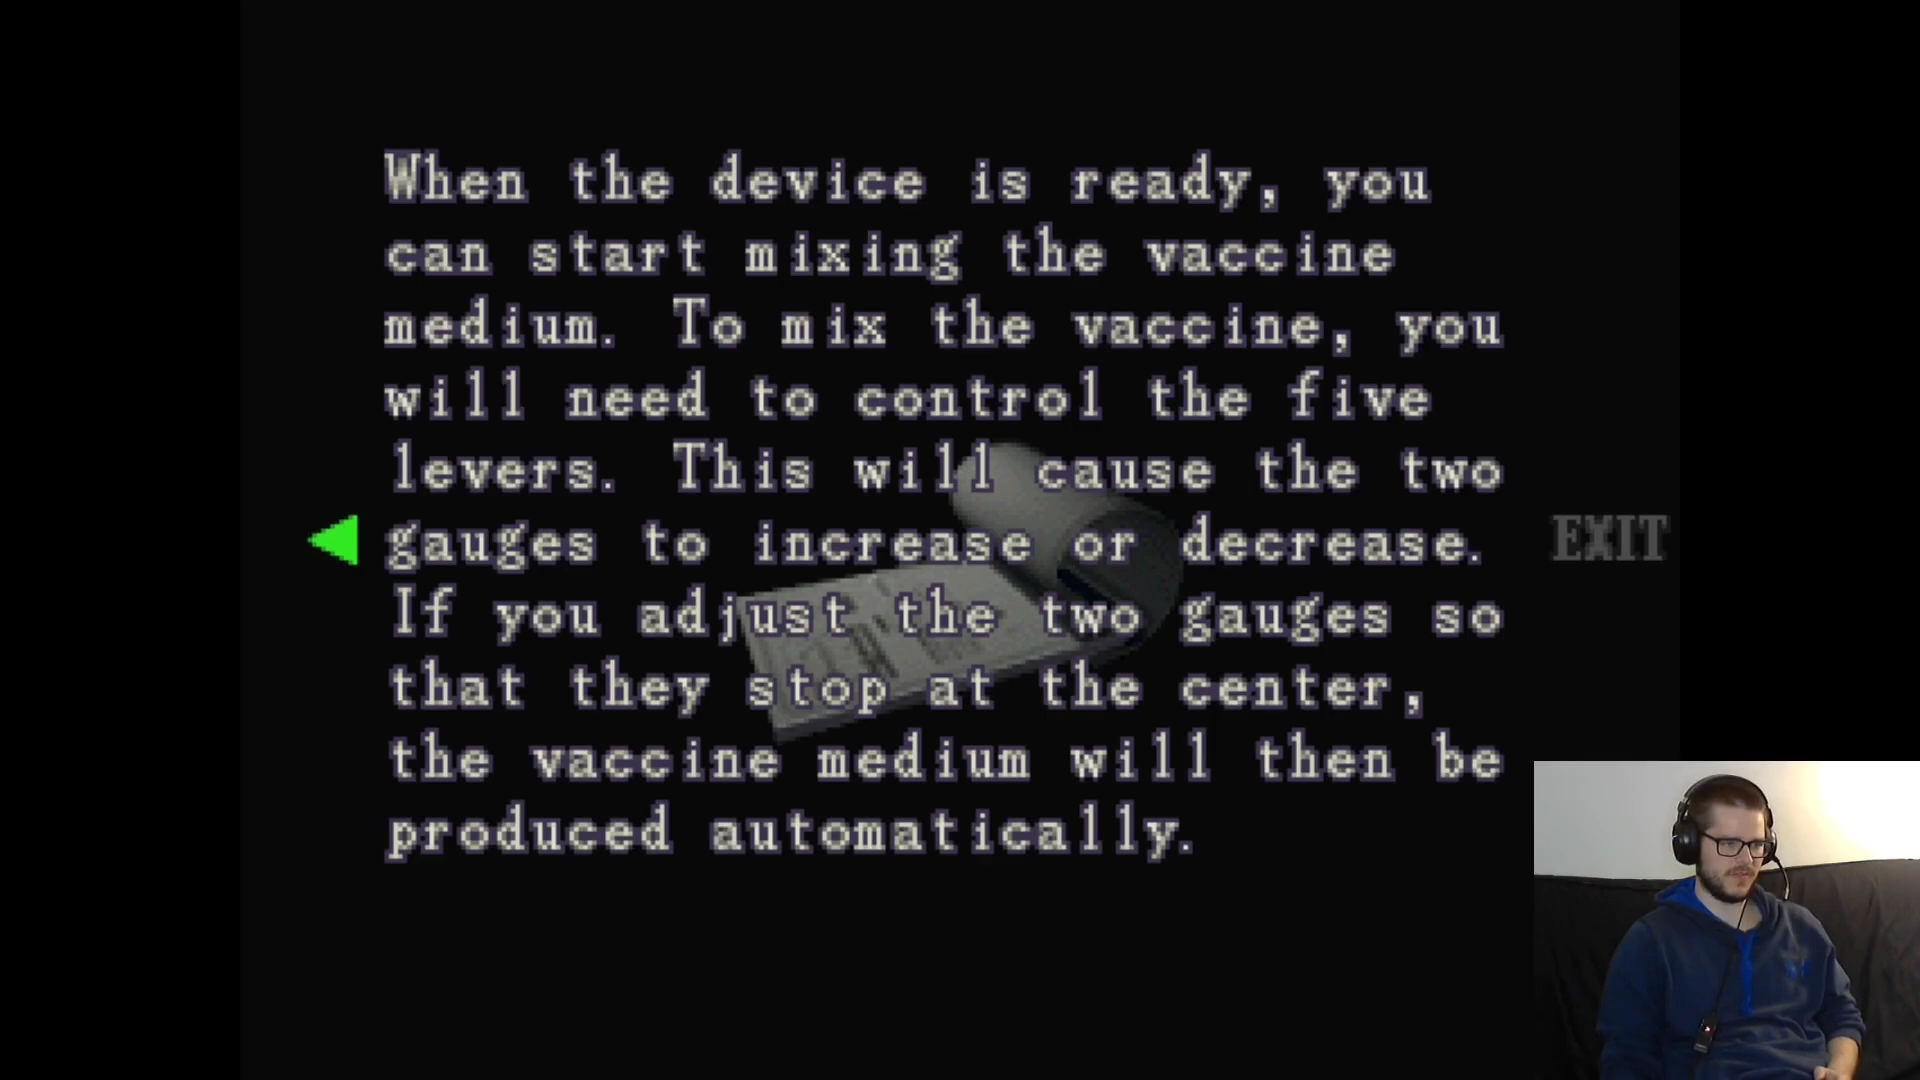 When the device is ready, you
can start mixing the vaccine
medium. To mix the vaccine, you
will need to control the five
levers. This will cause the two
gauges to increase or decrease.
If you adjust the two gauges so
that they stop at the center,
the vaccine medium will then be
produced automatically.
EXIT